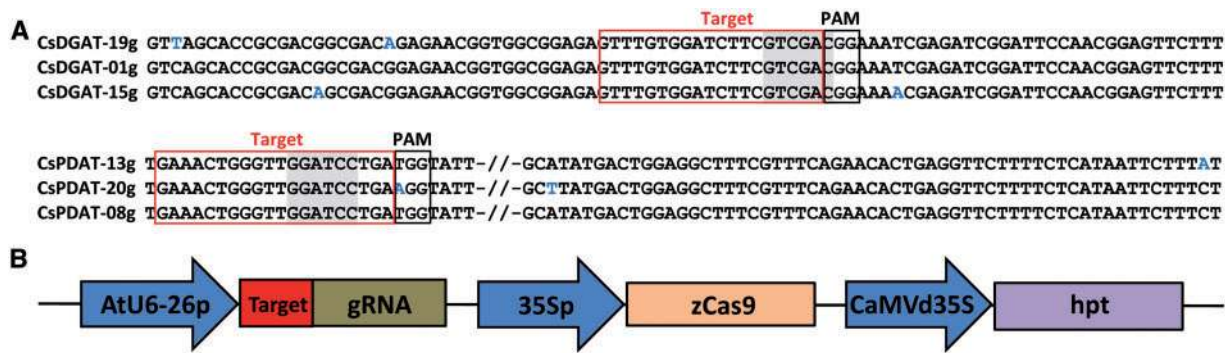 A
Target PAM
CsDGAT-19g GTTAGCACCGCGACGGCGACAGAGAACGGTGGCGGAGAGTTTGTGGATCTTCGTCGACGGAAATCGAGATCGGATTCCAACGGAGTTCTTT
CsDGAT-01g GTCAGCACCGCGACGGCGACGGAGAACGGTGGCGGAGAGTTTGTGGATCTTCGTCGACGGAAATCGAGATCGGATTCCAACGGAGTTCTTT
CsDGAT-15g GTCAGCACCGCGACAGCGACGGAGAACGGTGGCGGAGAGTTTGTGGATCTTCGTCGACGGAAAACGAGATCGGATTCCAACGGAGTTCTTT
Target PAM
CsPDAT-13g TGAAACTGGGTTGGATCCTGATGGTATT-//-GCATATGACTGGAGGCTTTCGTTTCAGAACACTGAGGTTCTTTTCTCATAATTCTTTAT
CsPDAT-20g TGAAACTGGGTTGGATCCTGAAGGTATT-//-GCTTATGACTGGAGGCTTTCGTTTCAGAACACTGAGGTTCTTTTCTCATAATTCTTTCT
CsPDAT-08g TGAAACTGGGTTGGATCCTGATGGTATT-//-GCATATGACTGGAGGCTTTCGTTTCAGAACACTGAGGTTCTTTTCTCATAATTCTTTCT
B
AtU6-26p Target gRNA 35Sp zCas9 CaMVd35S hpt